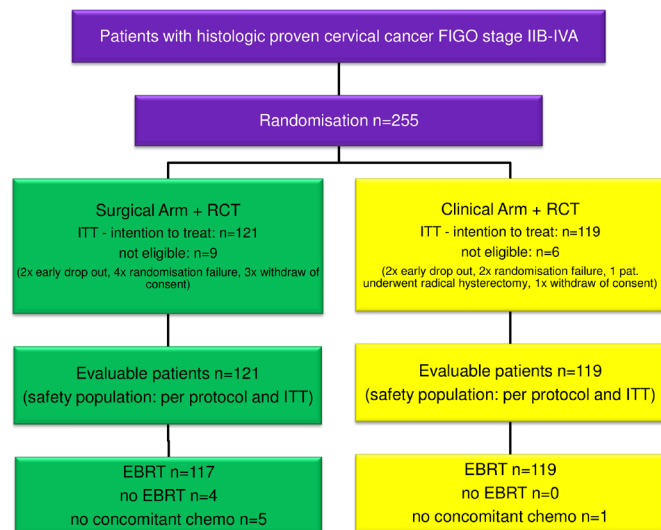 Patients with histologic proven cervical cancer FIGO stage IIB-IVA
Randomisation n=255
Surgical Arm + RCT
ITT - intention to treat: n=121
not eligible: n=9
(2x early drop out, 4x randomisation failure, 3x withdraw of
consent)
Clinical Arm + RCT
ITT - intention to treat: n=119
not eligible: n=6
(2x early drop out, 2x randomisation failure, 1 pat.
underwent radical hysterectomy, 1x withdraw of consent)
Evaluable patients n=121
(safety population: per protocol and ITT)
Evaluable patients n=119
(safety population: per protocol and ITT)
EBRT n=117
no EBRT n=4
no concomitant chemo n=5
EBRT n=119
no EBRT n=0
no concomitant chemo n=1